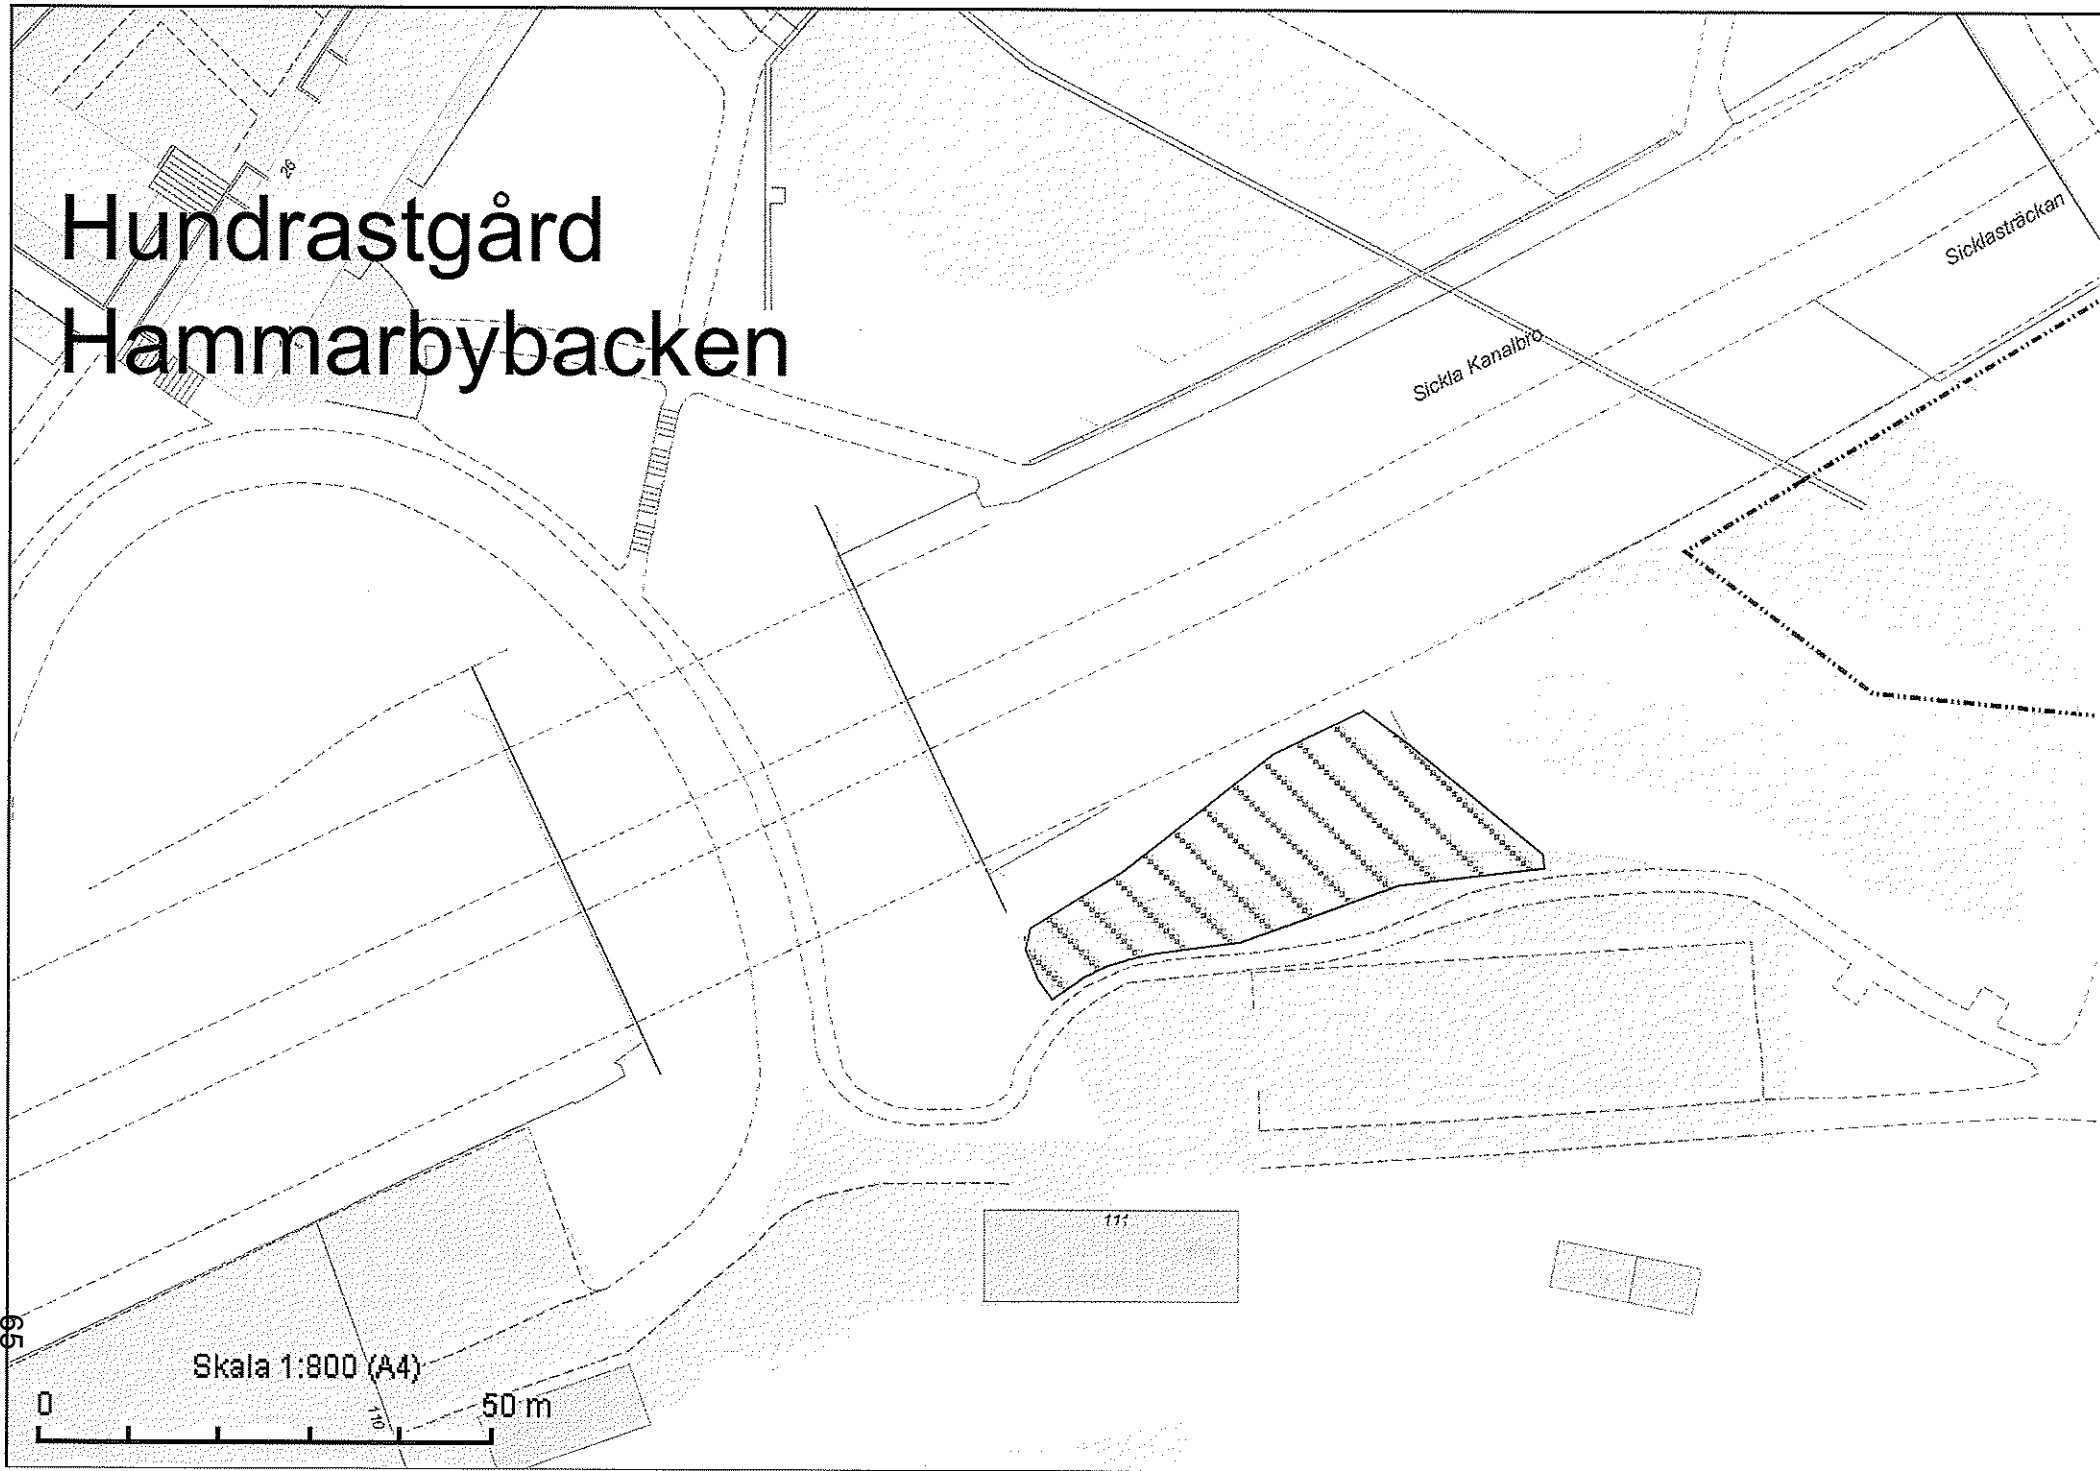 26
Hundrastgård
Hammarbybacken
Sicklasträckan
Sickla Kanalbro
111
65
Skala 1:800 (A4)
0
50 m
110